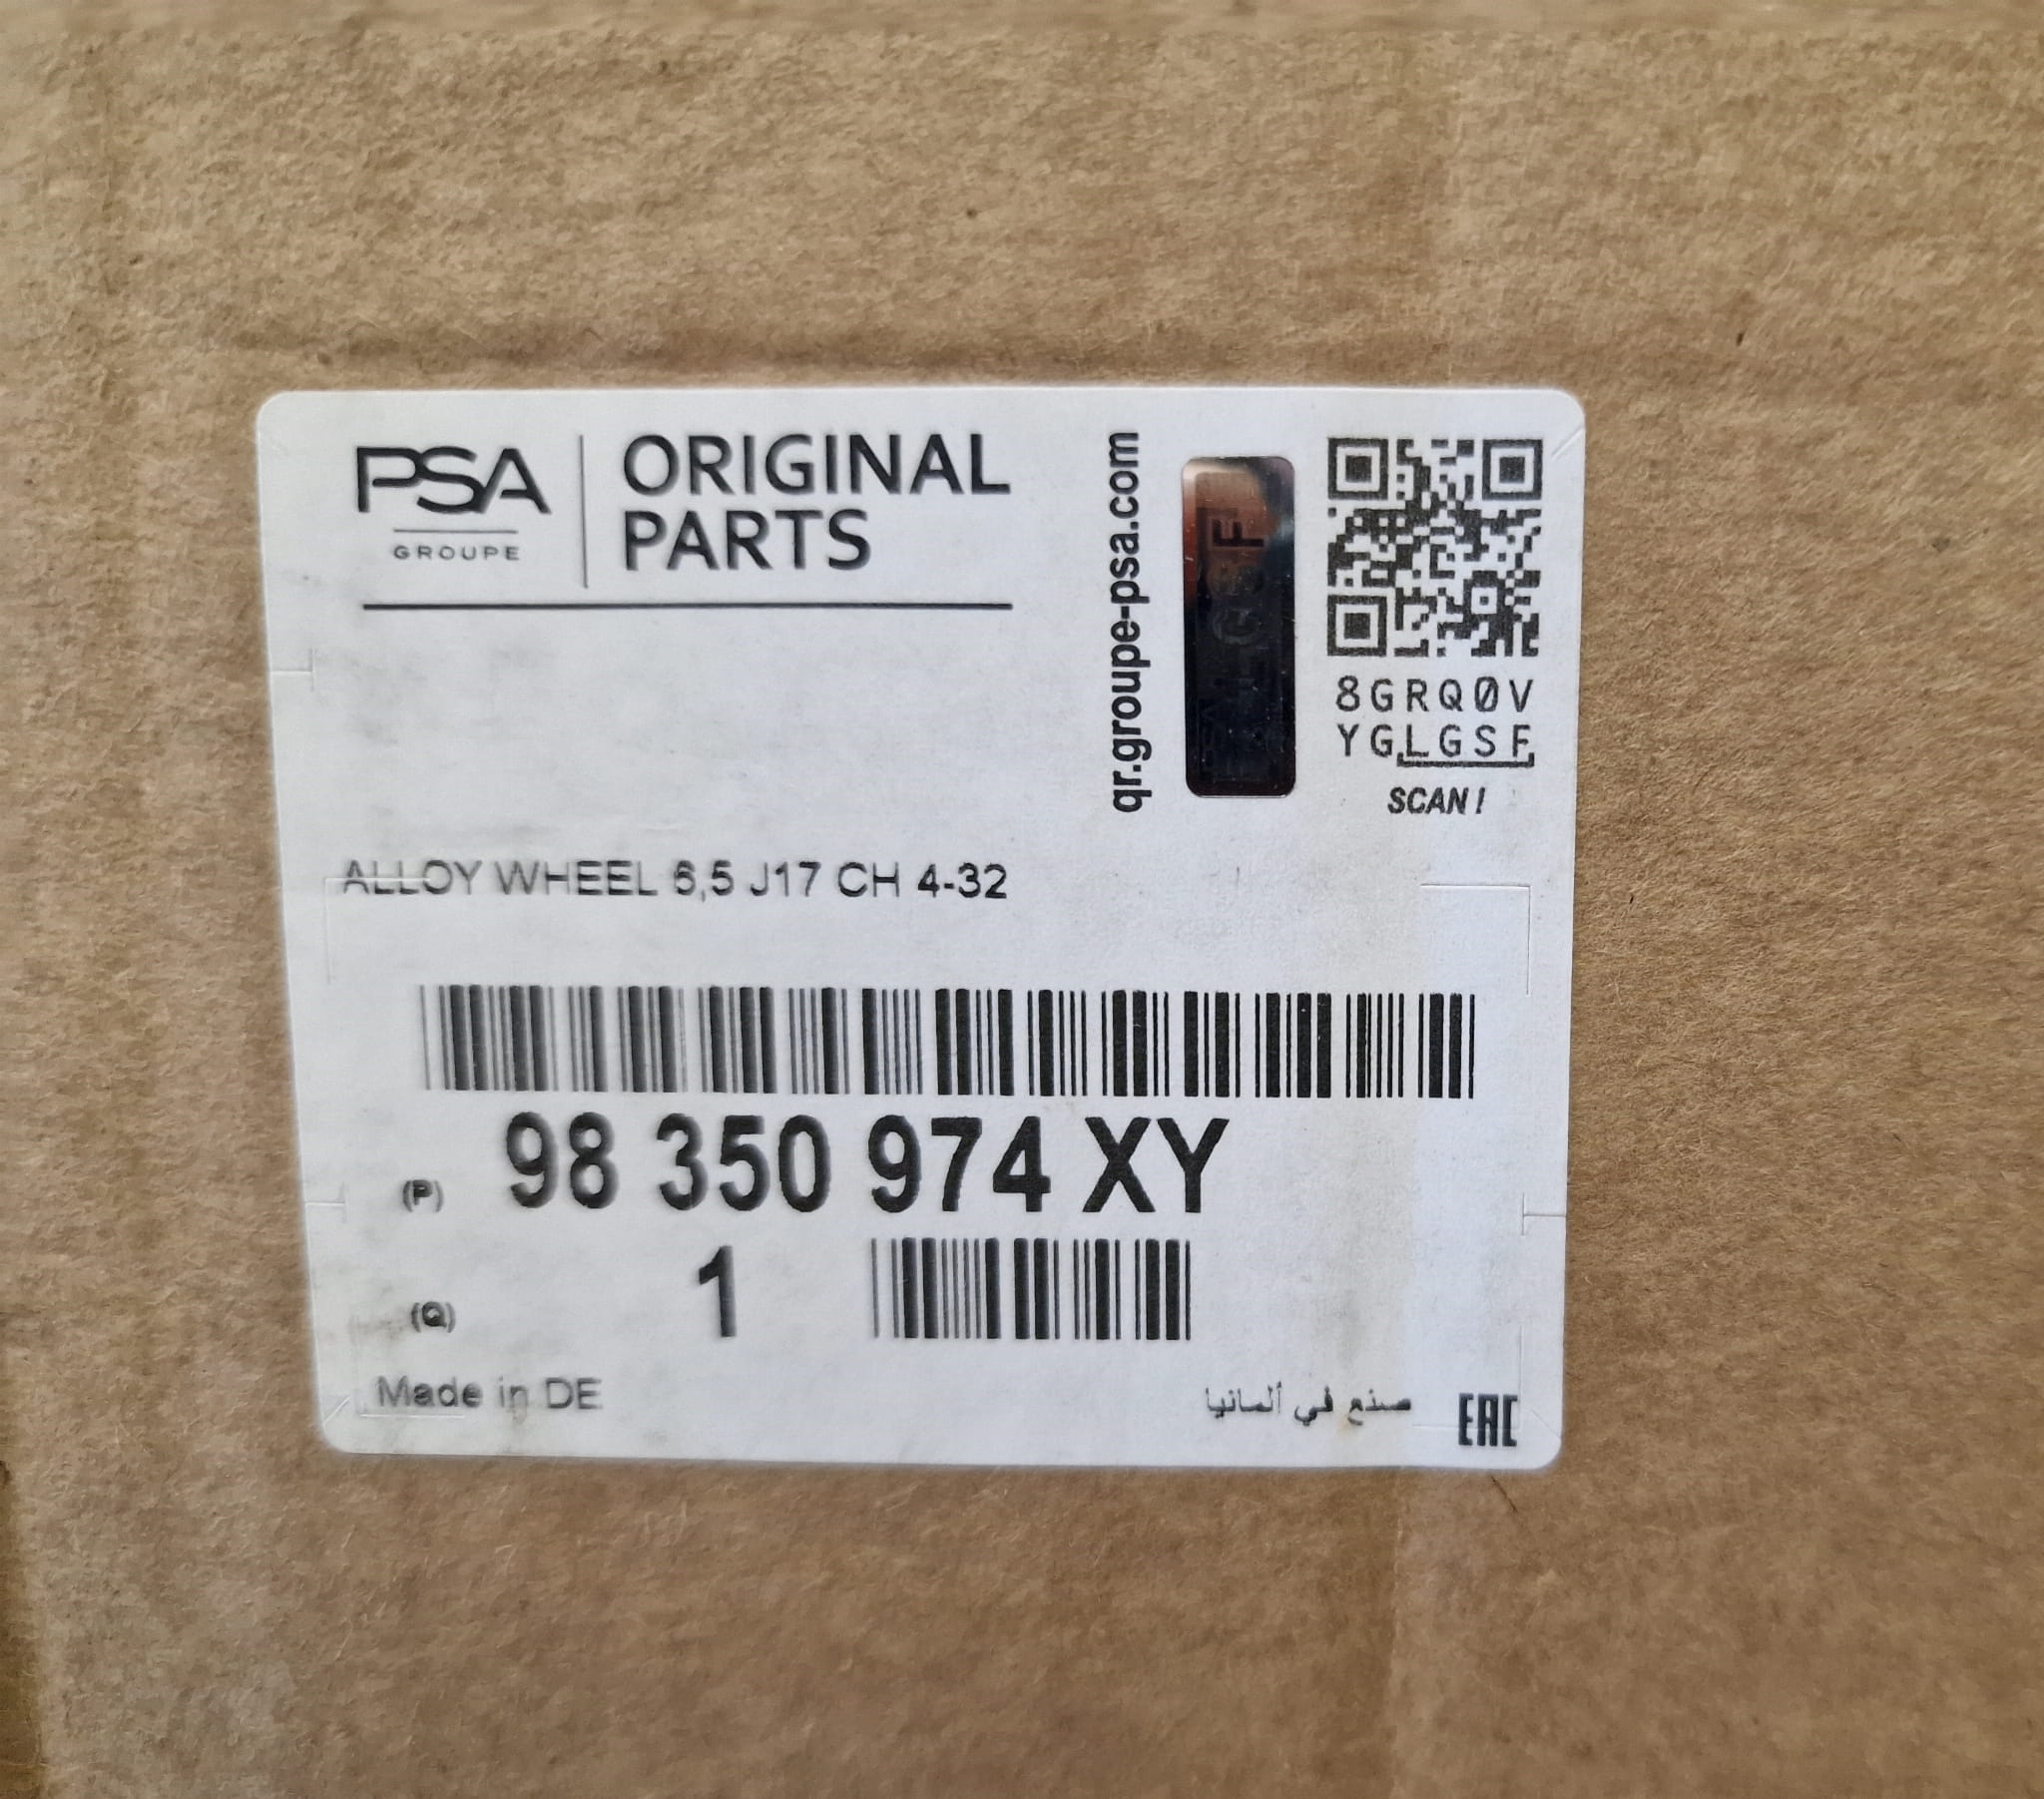 PSA
GROUPE
ORIGINAL
PARTS
qr.groupe-psa.com
8GRQ0V
YGLGSF
SCAN!
ALLOY WHEEL 6,5 J17 CH 4-32
(P) 98 350 974 XY
(Q) 1
Made in DE
صنع في ألمانيا
EAC